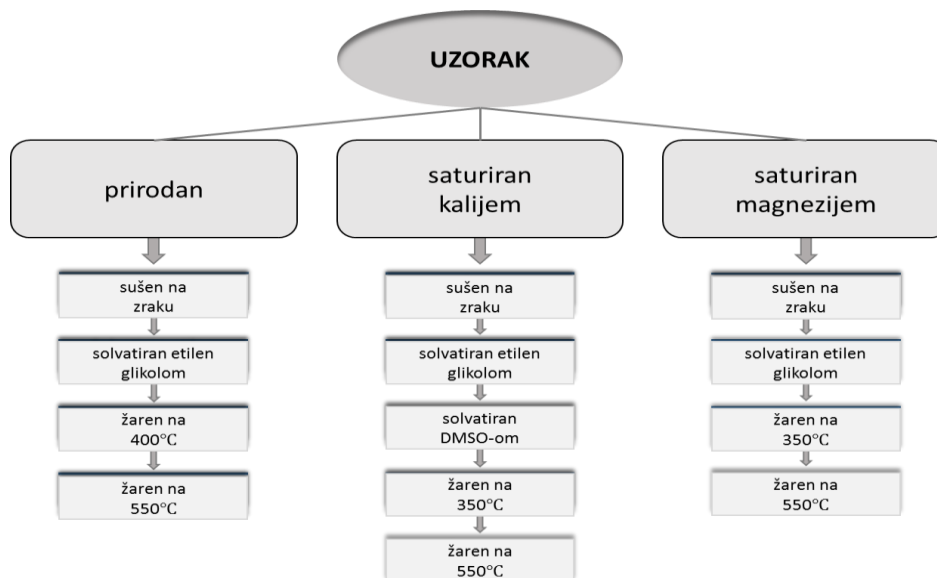 UZORAK
prirodan
sušen na
zraku
solvatiran etilen
glikolom
žaren na
400°C
žaren na
550°C
saturiran
kalijem
sušen na
zraku
solvatiran etilen
glikolom
solvatiran
DMSO-om
žaren na
350°C
žaren na
550°C
saturiran
magnezijem
sušen na
zraku
solvatiran etilen
glikolom
žaren na
350°C
žaren na
550°C